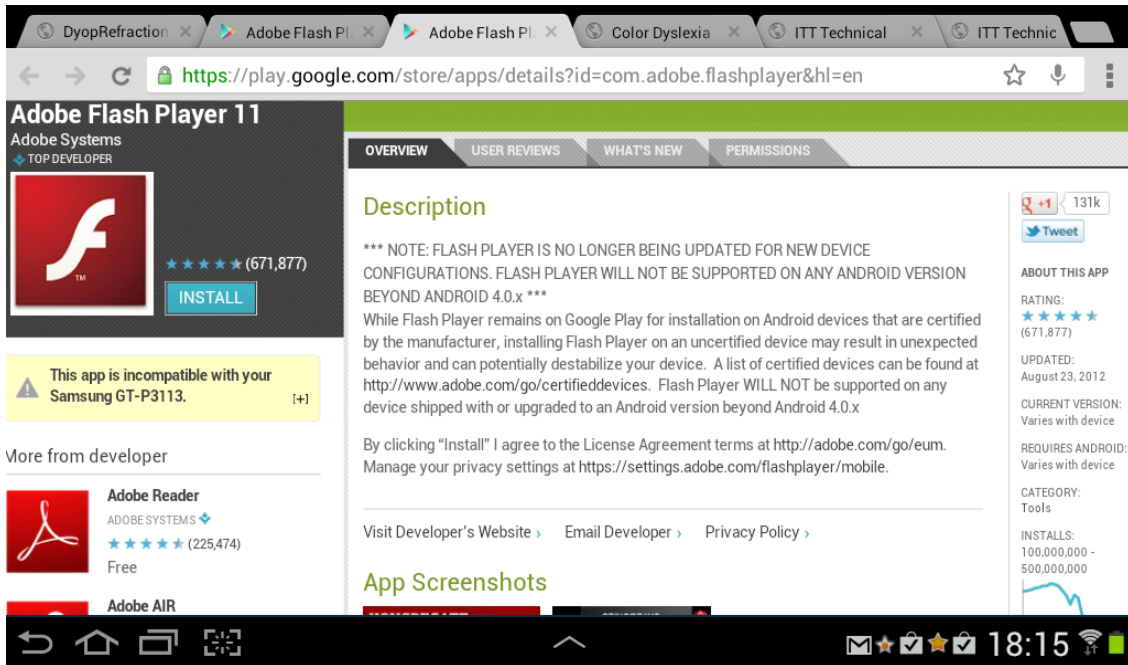 DyopRefraction
Adobe Flash Pl
Adobe Flash Pl
Color Dyslexia
ITT Technical
ITT Technic
https://play.google.com/store/apps/details?id=com.adobe.flashplayer&hl=en
Adobe Flash Player 11
Adobe Systems
TOP DEVELOPER
TM
(671,877)
INSTALL
This app is incompatible with your
Samsung GT-P3113.
[+]
More from developer
Adobe Reader
ADOBE SYSTEMS
(225,474)
Free
Adobe AIR
OVERVIEW
USER REVIEWS
WHAT'S NEW
PERMISSIONS
Description
*** NOTE: FLASH PLAYER IS NO LONGER BEING UPDATED FOR NEW DEVICE
CONFIGURATIONS. FLASH PLAYER WILL NOT BE SUPPORTED ON ANY ANDROID VERSION
BEYOND ANDROID 4.0.x ***
While Flash Player remains on Google Play for installation on Android devices that are certified
by the manufacturer, installing Flash Player on an uncertified device may result in unexpected
behavior and can potentially destabilize your device. A list of certified devices can be found at
http://www.adobe.com/go/certifieddevices. Flash Player WILL NOT be supported on any
device shipped with or upgraded to an Android version beyond Android 4.0.x
By clicking “Install” I agree to the License Agreement terms at http://adobe.com/go/eum.
Manage your privacy settings at https://settings.adobe.com/flashplayer/mobile.
Visit Developer's Website ›
Email Developer ›
Privacy Policy ›
App Screenshots
g +1
131k
Tweet
ABOUT THIS APP
RATING:
(671,877)
UPDATED:
August 23, 2012
CURRENT VERSION:
Varies with device
REQUIRES ANDROID:
Varies with device
CATEGORY:
Tools
INSTALLS:
100,000,000 -
500,000,000
18:15